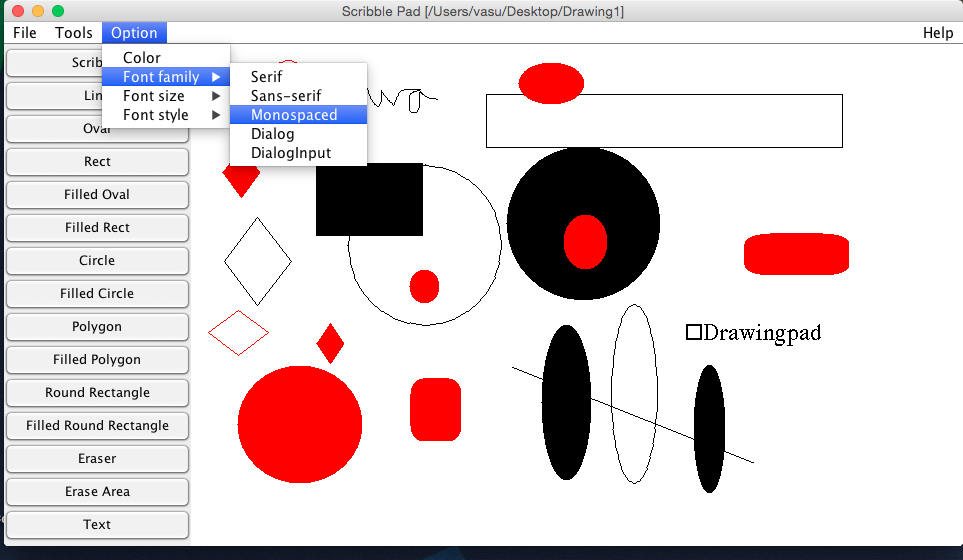 Scribble Pad [/Users/vasu/Desktop/Drawing1]
File Tools Option Help
Color
Font family
Font size
Font style
Serif
Sans-serif
Monospaced
Dialog
DialogInput
Oval
Rect
Filled Oval
Filled Rect
Circle
Filled Circle
Polygon
Filled Polygon
Round Rectangle
Filled Round Rectangle
Eraser
Erase Area
Text
Drawingpad